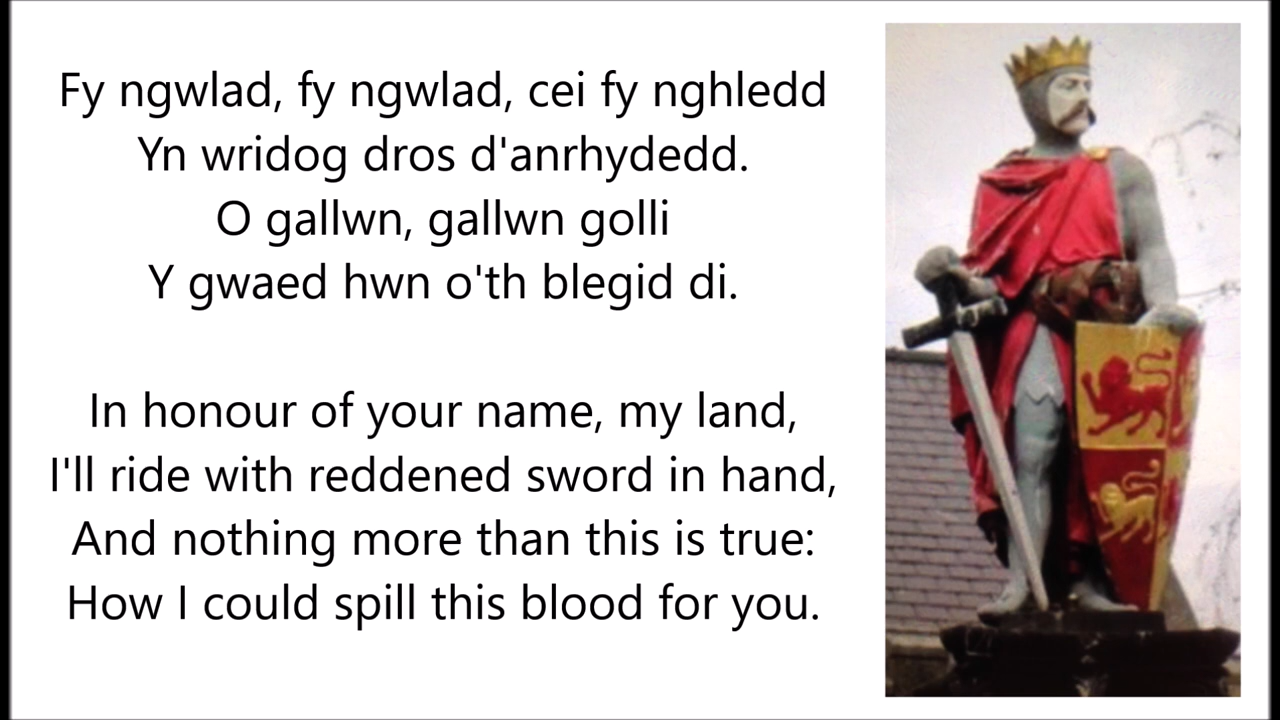 Fy ngwlad, fy ngwlad, cei fy nghledd
Yn wridog dros d'anrhydedd.
O gallwn, gallwn golli
Y gwaed hwn o'th blegid di.
In honour of your name, my land,
I'll ride with reddened sword in hand,
And nothing more than this is true:
How I could spill this blood for you.